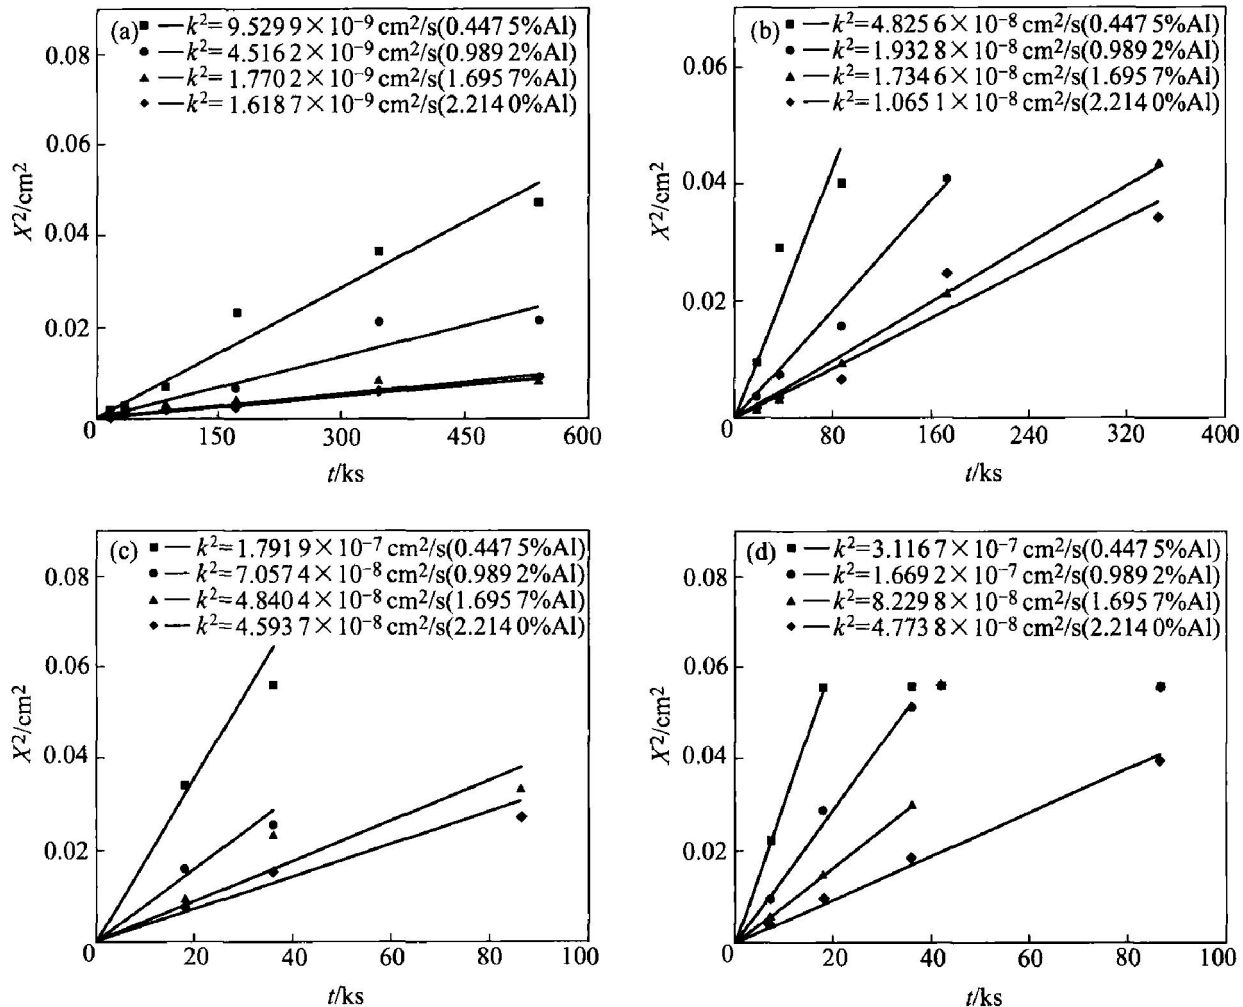 (a)
■ — k²=9.529 9×10⁻⁹ cm²/s(0.447 5%Al)
● — k²=4.516 2×10⁻⁹ cm²/s(0.989 2%Al)
▲ — k²=1.770 2×10⁻⁹ cm²/s(1.695 7%Al)
◆ — k²=1.618 7×10⁻⁹ cm²/s(2.214 0%Al)
0.08
0.06
0.04
0.02
X²/cm²
0 150 300 450 600
t/ks
(b)
■ — k²=4.825 6×10⁻⁸ cm²/s(0.447 5%Al)
● — k²=1.932 8×10⁻⁸ cm²/s(0.989 2%Al)
▲ — k²=1.734 6×10⁻⁸ cm²/s(1.695 7%Al)
◆ — k²=1.065 1×10⁻⁸ cm²/s(2.214 0%Al)
0.06
0.04
0.02
X²/cm²
0 80 160 240 320 400
t/ks
(c)
■ — k²=1.791 9×10⁻⁷ cm²/s(0.447 5%Al)
● — k²=7.057 4×10⁻⁸ cm²/s(0.989 2%Al)
▲ — k²=4.840 4×10⁻⁸ cm²/s(1.695 7%Al)
◆ — k²=4.593 7×10⁻⁸ cm²/s(2.214 0%Al)
0.08
0.06
0.04
0.02
X²/cm²
0 20 40 60 80 100
t/ks
(d)
■ — k²=3.116 7×10⁻⁷ cm²/s(0.447 5%Al)
● — k²=1.669 2×10⁻⁷ cm²/s(0.989 2%Al)
▲ — k²=8.229 8×10⁻⁸ cm²/s(1.695 7%Al)
◆ — k²=4.773 8×10⁻⁸ cm²/s(2.214 0%Al)
0.08
0.06
0.04
0.02
X²/cm²
0 20 40 60 80 100
t/ks